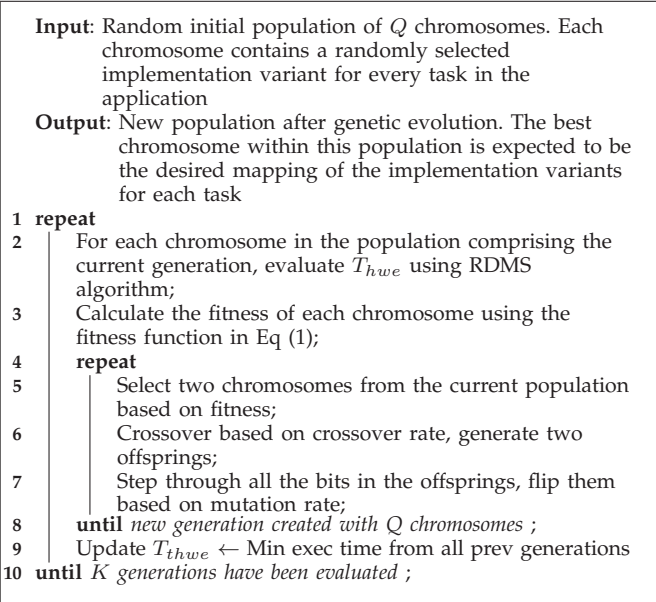 Input: Random initial population of Q chromosomes. Each
chromosome contains a randomly selected
implementation variant for every task in the
application
Output: New population after genetic evolution. The best
chromosome within this population is expected to be
the desired mapping of the implementation variants
for each task
1 repeat
2 For each chromosome in the population comprising the
current generation, evaluate T_{hwe} using RDMS
algorithm;
3 Calculate the fitness of each chromosome using the
fitness function in Eq (1);
4 repeat
5 Select two chromosomes from the current population
based on fitness;
6 Crossover based on crossover rate, generate two
offsprings;
7 Step through all the bits in the offsprings, flip them
based on mutation rate;
8 until new generation created with Q chromosomes ;
9 Update T_{thwe} ← Min exec time from all prev generations
10 until K generations have been evaluated ;